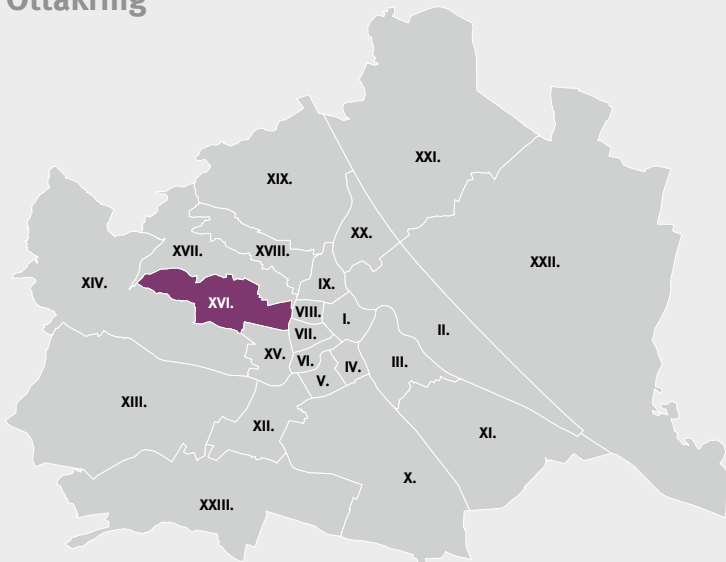 Ottakring
XXI.
XIX.
XX.
XVII.
XVIII.
XXII.
XIV.
IX.
XVI.
VIII.
I.
II.
VII.
XV.
VI.
IV.
III.
V.
XIII.
XII.
XI.
X.
XXIII.